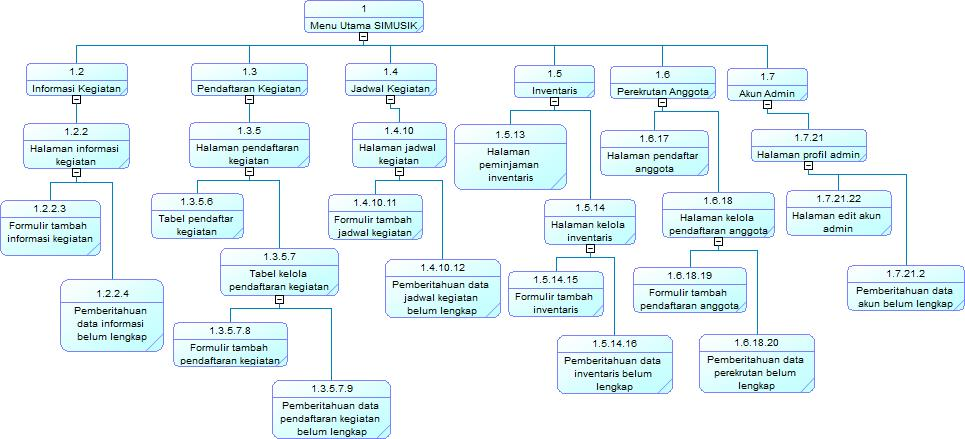 1
Menu Utama SIMUSIK
1.2
Informasi Kegiatan
1.3
Pendaftaran Kegiatan
1.4
Jadwal Kegiatan
1.5
Inventaris
1.6
Perekrutan Anggota
1.7
Akun Admin
1.2.2
Halaman informasi
kegiatan
1.3.5
Halaman pendaftaran
kegiatan
1.4.10
Halaman jadwal
kegiatan
1.5.13
Halaman
peminjaman
inventaris
1.6.17
Halaman pendaftar
anggota
1.7.21
Halaman profil admin
1.2.2.3
Formulir tambah
informasi kegiatan
1.3.5.6
Tabel pendaftar
kegiatan
1.4.10.11
Formulir tambah
jadwal kegiatan
1.5.14
Halaman kelola
inventaris
1.6.18
Halaman kelola
pendaftaran anggota
1.7.21.22
Halaman edit akun
admin
1.2.2.4
Pemberitahuan
data informasi
belum lengkap
1.3.5.7
Tabel kelola
pendaftaran kegiatan
1.4.10.12
Pemberitahuan data
jadwal kegiatan
belum lengkap
1.5.14.15
Formulir tambah
inventaris
1.6.18.19
Formulir tambah
pendaftaran anggota
1.7.21.2
Pemberitahuan data
akun belum lengkap
1.3.5.7.8
Formulir tambah
pendaftaran kegiatan
1.5.14.16
Pemberitahuan data
inventaris belum
lengkap
1.6.18.20
Pemberitahuan data
perekrutan belum
lengkap
1.3.5.7.9
Pemberitahuan data
pendaftaran kegiatan
belum lengkap